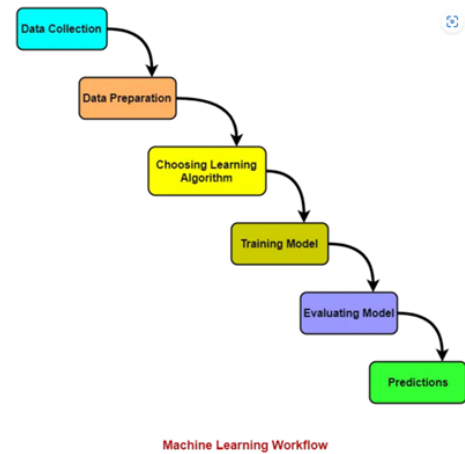 Data Collection
Data Preparation
Choosing Learning
Algorithm
Training Model
Evaluating Model
Predictions
Machine Learning Workflow